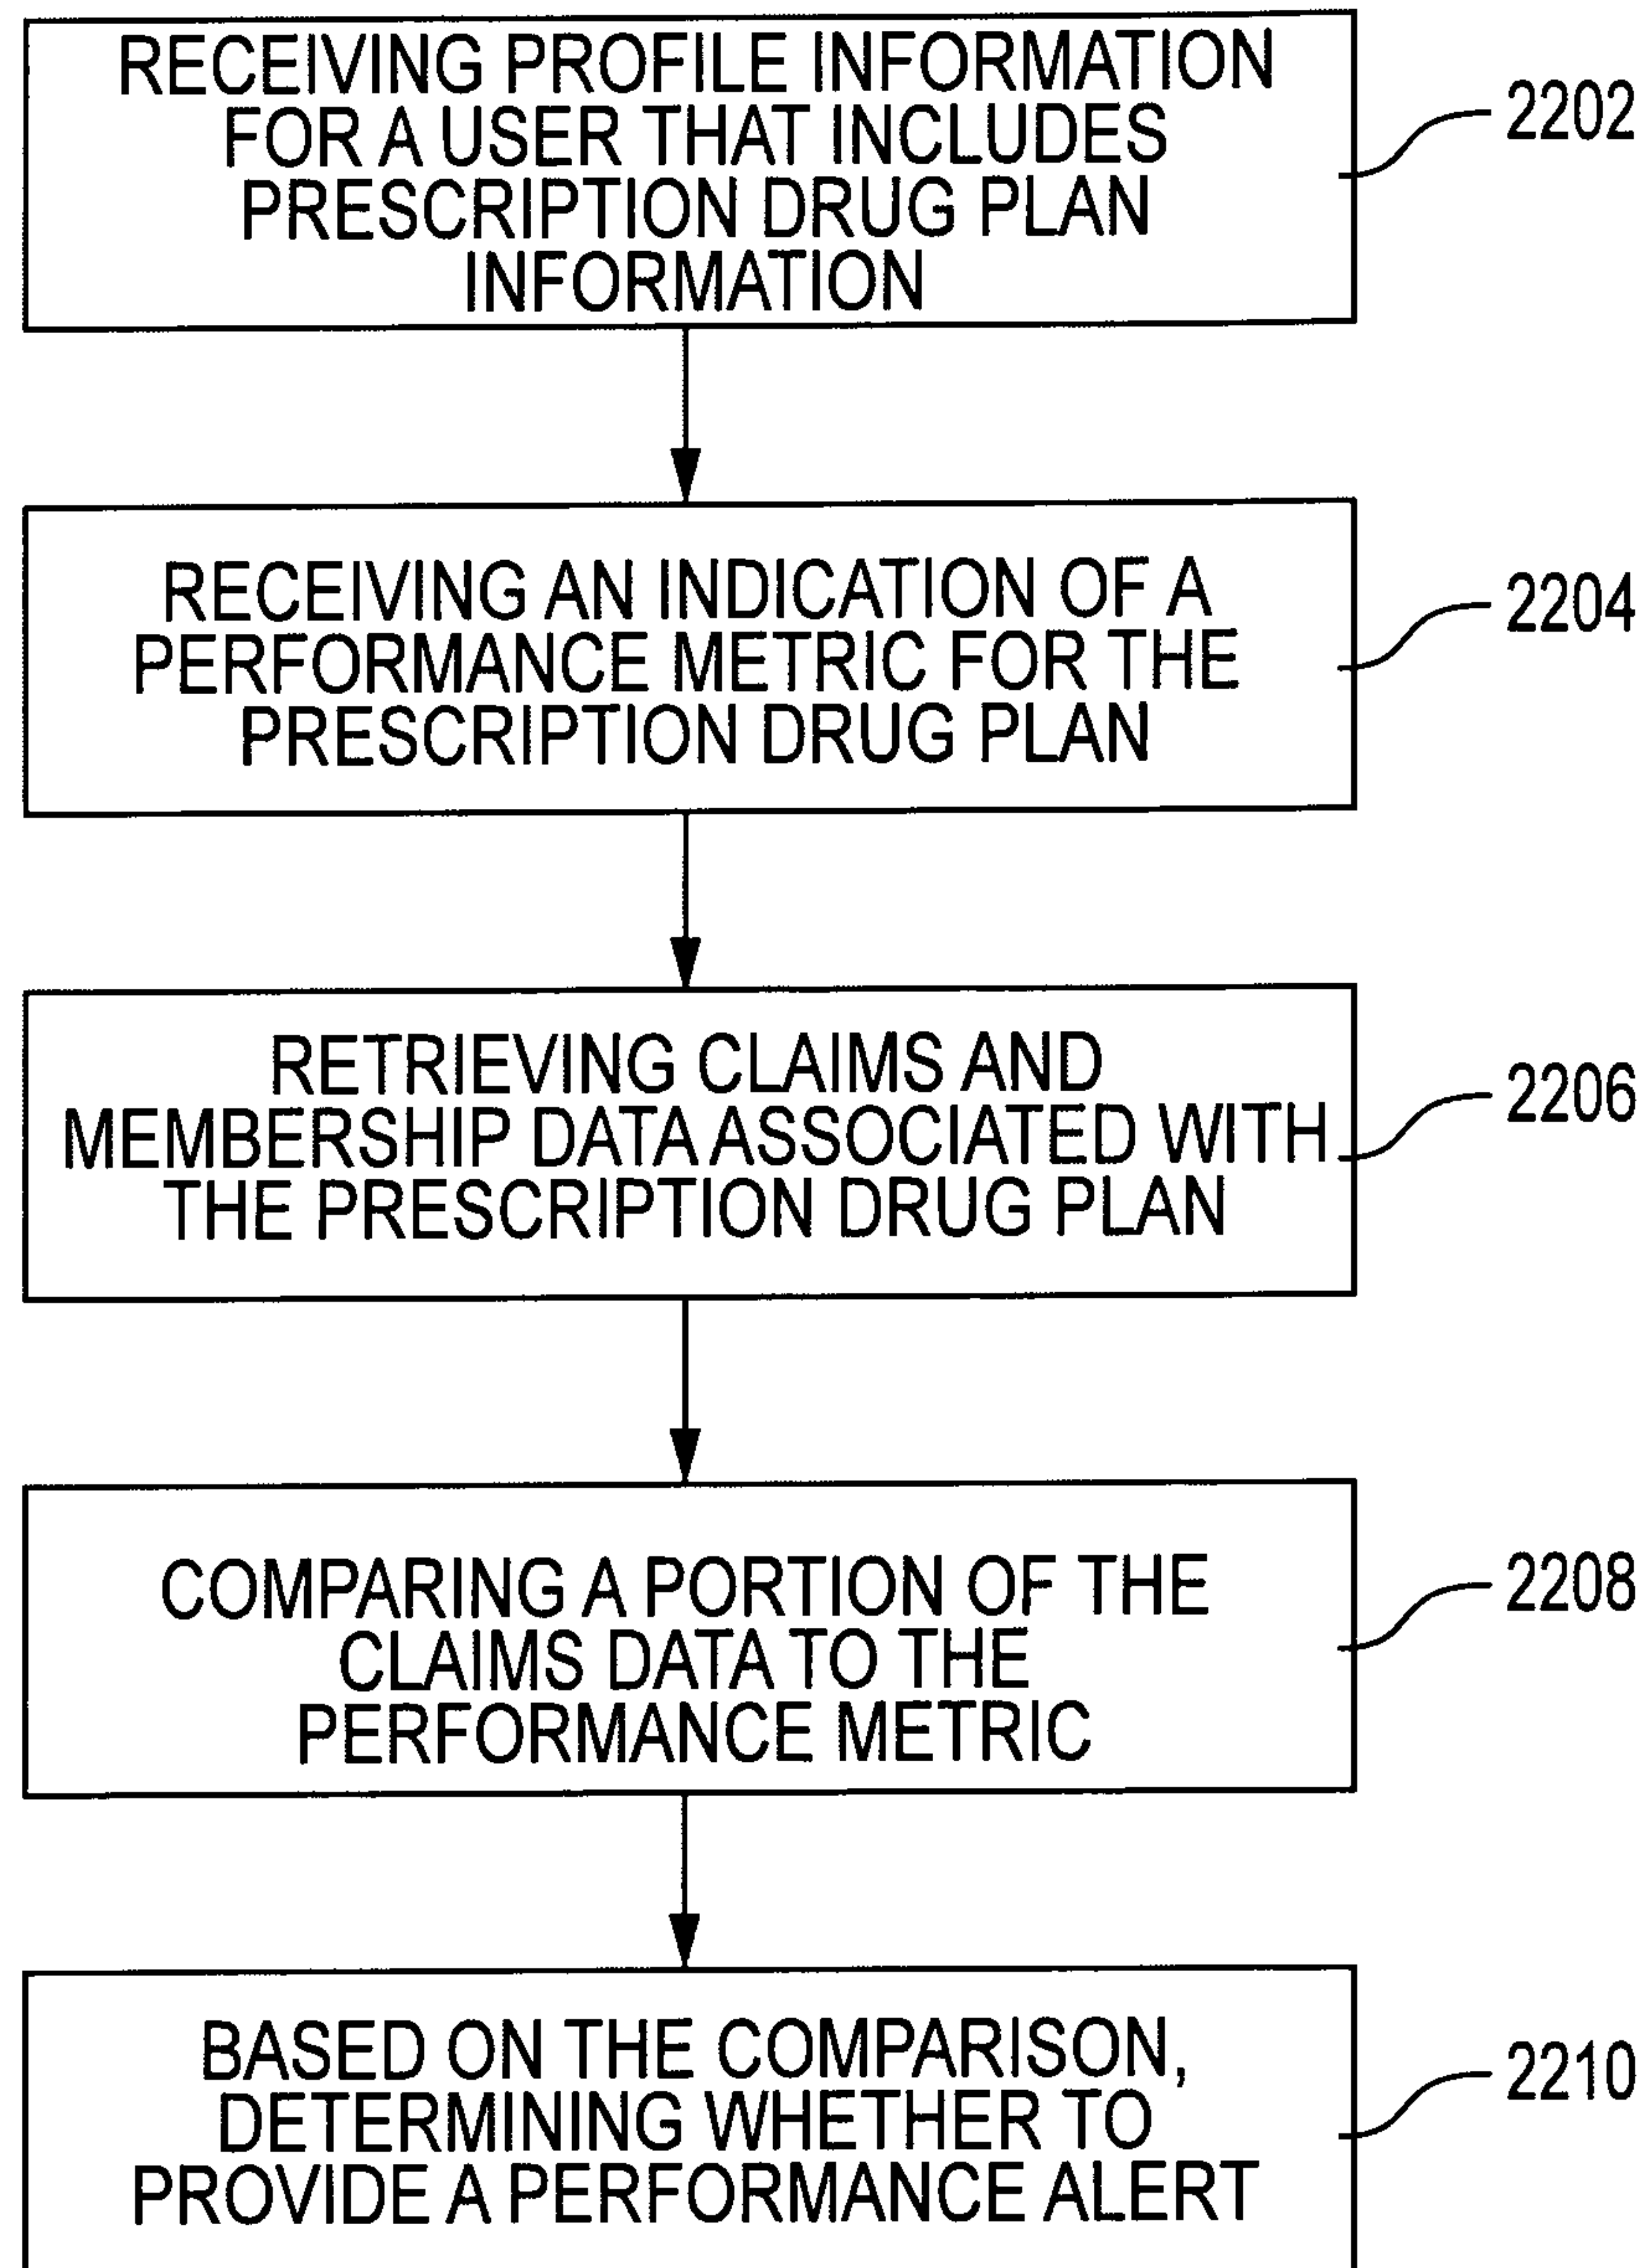 RECEIVING PROFILE INFORMATION
FOR A USER THAT INCLUDES
PRESCRIPTION DRUG PLAN
INFORMATION
2202
RECEIVING AN INDICATION OF A
PERFORMANCE METRIC FOR THE
PRESCRIPTION DRUG PLAN
2204
RETRIEVING CLAIMS AND
MEMBERSHIP DATA ASSOCIATED WITH
THE PRESCRIPTION DRUG PLAN
2206
COMPARING A PORTION OF THE
CLAIMS DATA TO THE
PERFORMANCE METRIC
2208
BASED ON THE COMPARISON,
DETERMINING WHETHER TO
PROVIDE A PERFORMANCE ALERT
2210